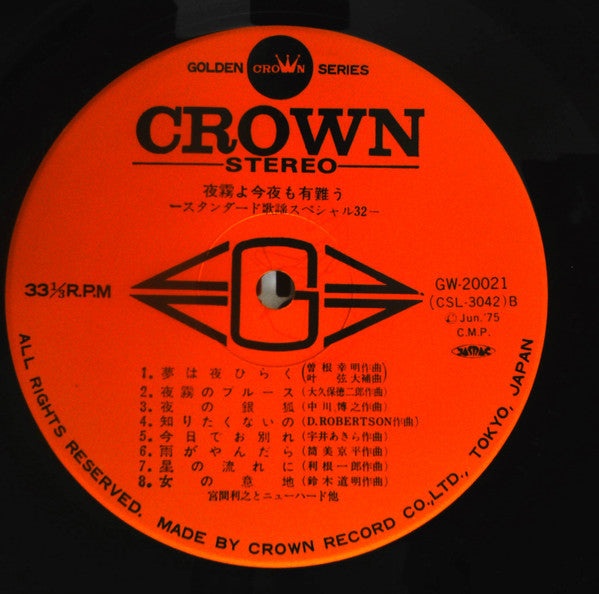 GOLDEN CROWN SERIES
CROWN
STEREO
夜霧よ今夜も有難う
―スタンダード歌謡スペシャル32―
33⅓R.P.M
G
GW-20021
(CSL-3042)B
Ⓟ Jun.'75
C.M.P.
JASRAC
1. 夢は夜ひらく (曽根幸明作曲
叶弦大補曲)
2. 夜霧のブルース (大久保徳二郎作曲)
3. 夜の銀狐 (中川博之作曲)
4. 知りたくないの (D.ROBERTSON作曲)
5. 今日でお別れ (宇井あきら作曲)
6. 雨がやんだら (筒美京平作曲)
7. 星の流れに (利根一郎作曲)
8. 女の意地 (鈴木道明作曲)
宮間利之とニューハード他
ALL RIGHTS RESERVED. MADE BY CROWN RECORD CO.,LTD., TOKYO, JAPAN